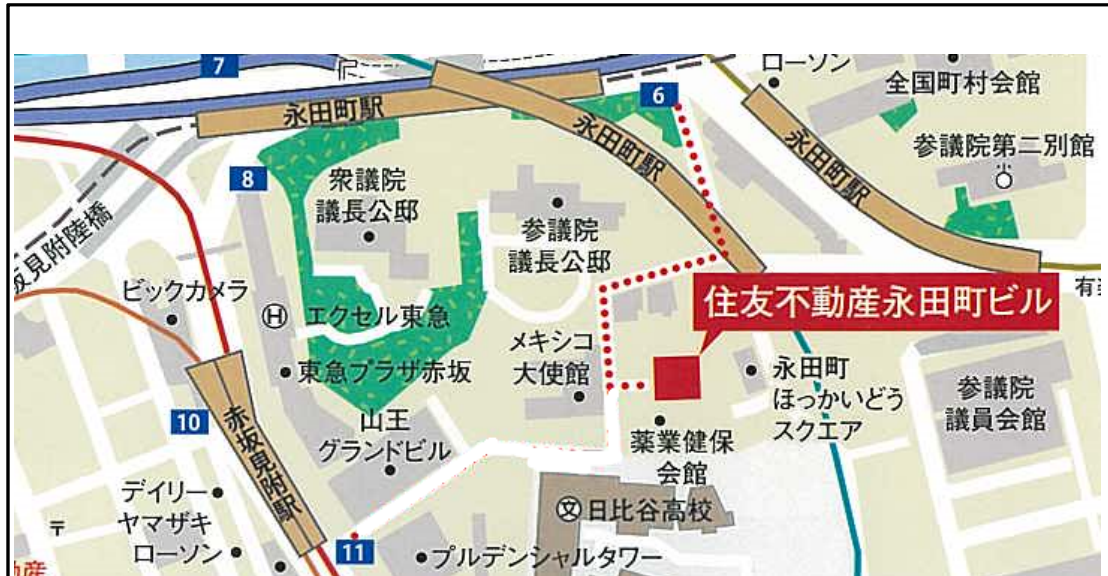 7
永田町駅
6
ローソン
全国町村会館
永田町駅
永田町駅
参議院第二別館
8
衆議院
議長公邸
参議院
議長公邸
坂見附陸橋
ビックカメラ
H
エクセル東急
住友不動産永田町ビル
有楽
メキシコ
大使館
東急プラザ赤坂
永田町
ほっかいどう
スクエア
参議院
議員会館
10
赤坂見附駅
山王
グランドビル
薬業健保
会館
デイリー
ヤマザキ
ローソン
〒
文
日比谷高校
11
プルデンシャルタワー
動産